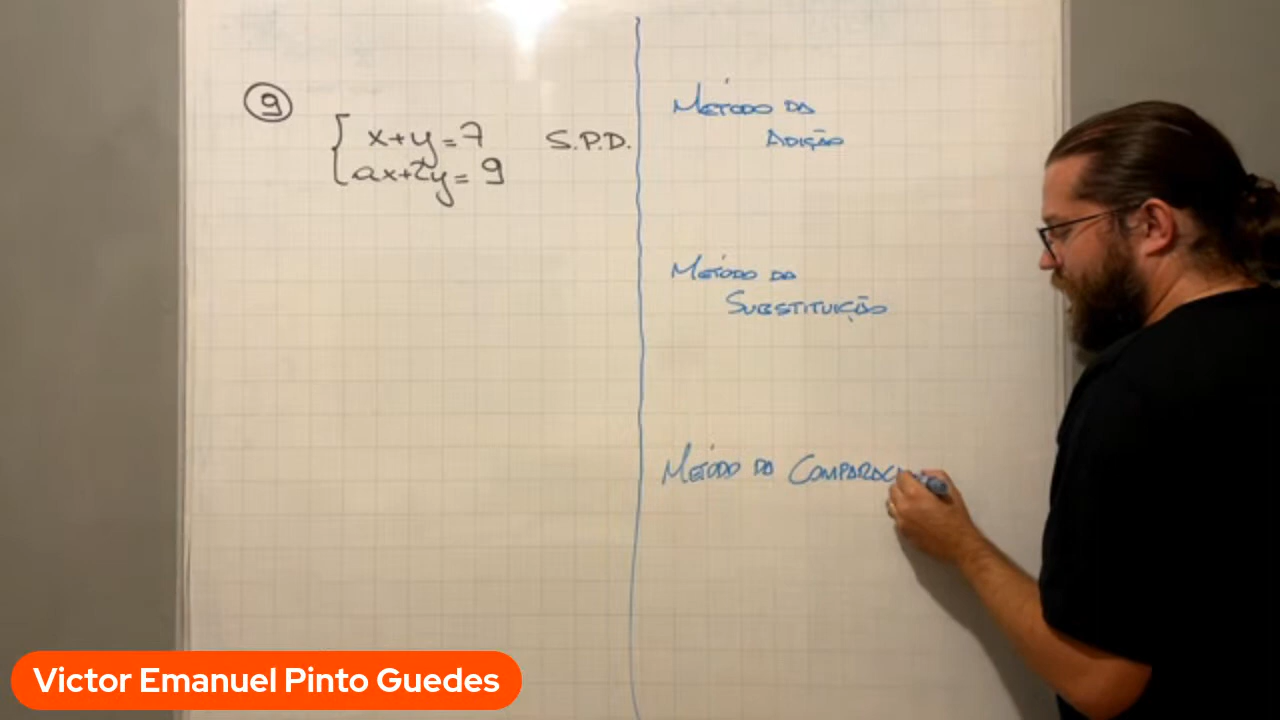 9
x+y=7 S.P.D.
ax+2y=9
MÉTODO DA
ADIÇÃO
MÉTODO DA
SUBSTITUIÇÃO
MÉTODO DA
Victor Emanuel Pinto Guedes